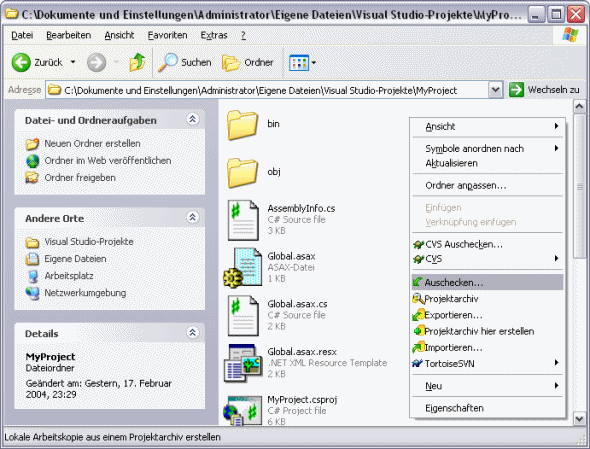 C:\Dokumente und Einstellungen\Administrator\Eigene Dateien\Visual Studio-Projekte\MyPro...
Datei Bearbeiten Ansicht Favoriten Extras ?
Zurück Suchen Ordner
Adresse C:\Dokumente und Einstellungen\Administrator\Eigene Dateien\Visual Studio-Projekte\MyProject Wechseln zu
Datei- und Ordneraufgaben
Neuen Ordner erstellen
Ordner im Web veröffentlichen
Ordner freigeben
Andere Orte
Visual Studio-Projekte
Eigene Dateien
Arbeitsplatz
Netzwerkumgebung
Details
MyProject
Dateiordner
Geändert am: Gestern, 17. Februar
2004, 23:29
bin
obj
AssemblyInfo.cs
C# Source file
3 KB
Global.asax
ASAX-Datei
1 KB
Global.asax.cs
C# Source file
2 KB
Global.asax.resx
.NET XML Resource Template
2 KB
MyProject.csproj
C# Project file
6 KB
Ansicht
Symbole anordnen nach
Aktualisieren
Ordner anpassen...
Einfügen
Verknüpfung einfügen
CVS Auschecken...
CVS
Auschecken...
Projektarchiv
Exportieren...
Projektarchiv hier erstellen
Importieren...
TortoiseSVN
Neu
Eigenschaften
Lokale Arbeitskopie aus einem Projektarchiv erstellen